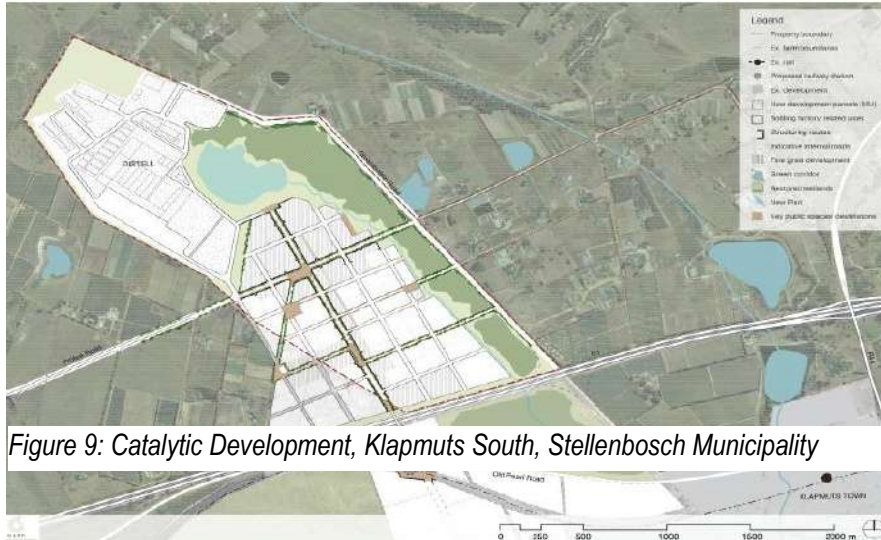 Legend
Property boundary
Ex. farm boundaries
Ex. rail
Proposed railway station
Ex. development
New development parcels (MU)
Existing factory related uses
Structuring routes
Indicative internal roads
Fine grain development
Green corridor
Restored wetlands
New Park
Key public spaces/ destinations
DISTELL
N1
R44
Figure 9: Catalytic Development, Klapmuts South, Stellenbosch Municipality
Old Paarl Road
KLAPMUTS TOWN
0 250 500 1000 1500 2000 m